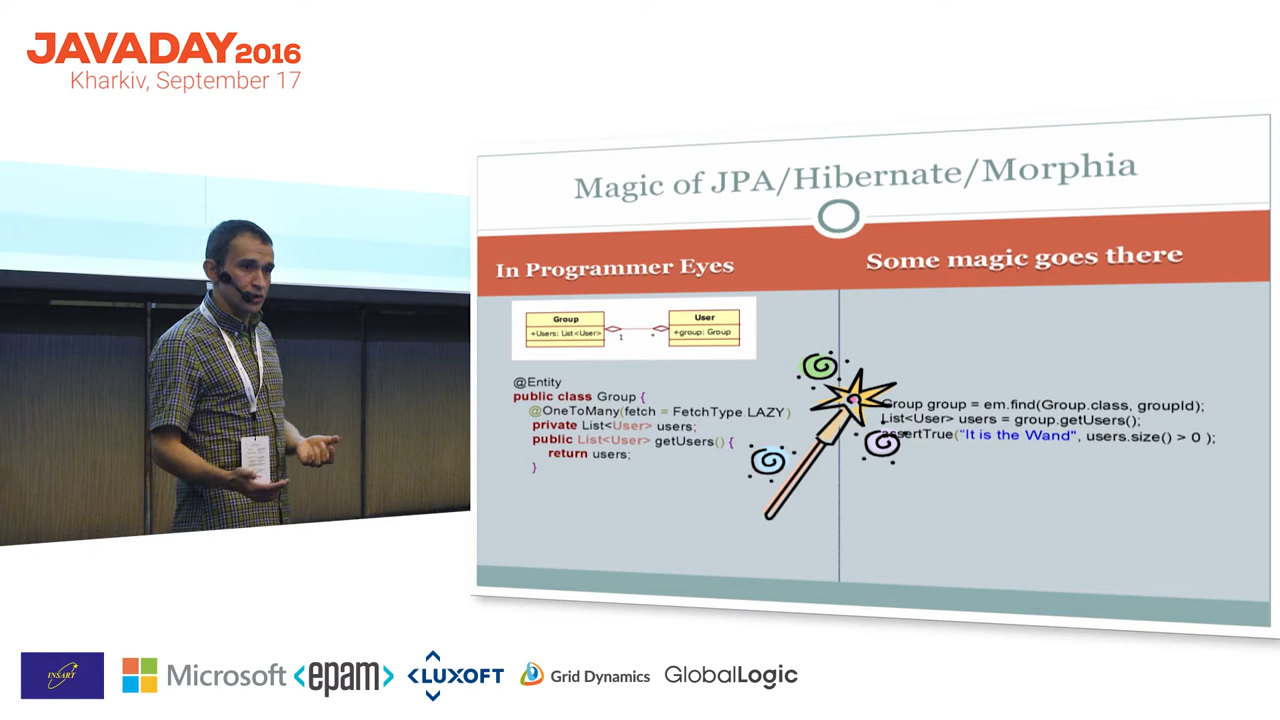 JAVADAY 2016
Kharkiv, September 17
Magic of JPA/Hibernate/Morphia
In Programmer Eyes
Some magic goes there
Group
+Users: List<User>
1
*
User
+group: Group
@Entity
public class Group {
@OneToMany(fetch = FetchType.LAZY)
private List<User> users;
public List<User> getUsers() {
return users;
}
Group group = em.find(Group.class, groupId);
List<User> users = group.getUsers();
assertTrue("It is the Wand", users.size() > 0 );
INSART
Microsoft
<epam>
LUXOFT
Grid Dynamics
GlobalLogic